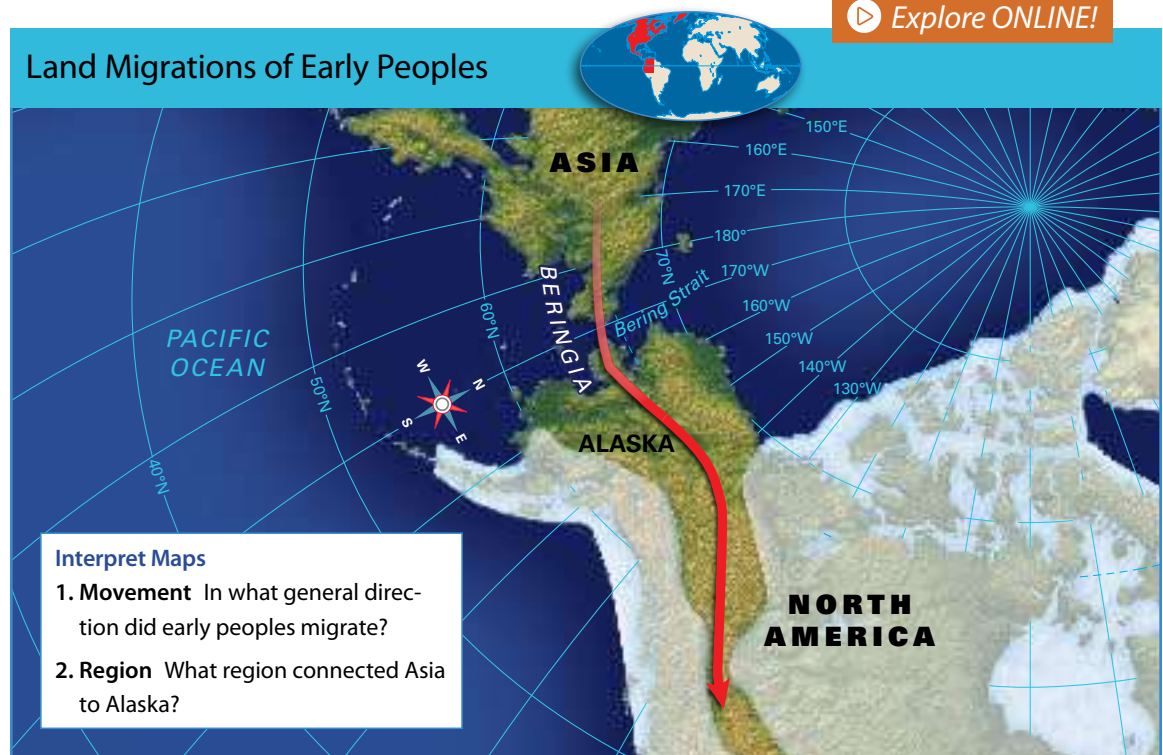 Explore ONLINE!
Land Migrations of Early Peoples
150°E
160°E
ASIA
170°E
180°
70°N
170°W
BERINGIA
Bering Strait
160°W
60°N
150°W
PACIFIC
OCEAN
140°W
130°W
W
N
50°N
S
E
ALASKA
40°N
Interpret Maps
1. Movement In what general direc-
tion did early peoples migrate?
2. Region What region connected Asia
to Alaska?
NORTH
AMERICA